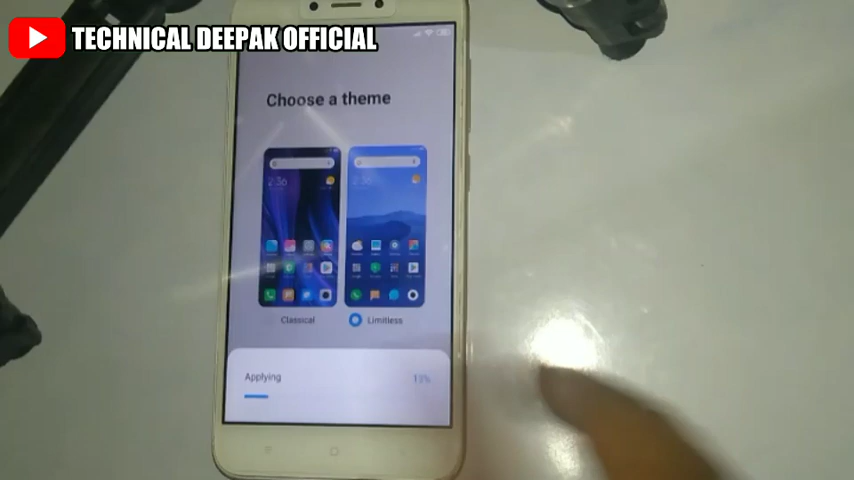 TECHNICAL DEEPAK OFFICIAL
Choose a theme
2:36
2:36
Classical
Limitless
Applying
13%